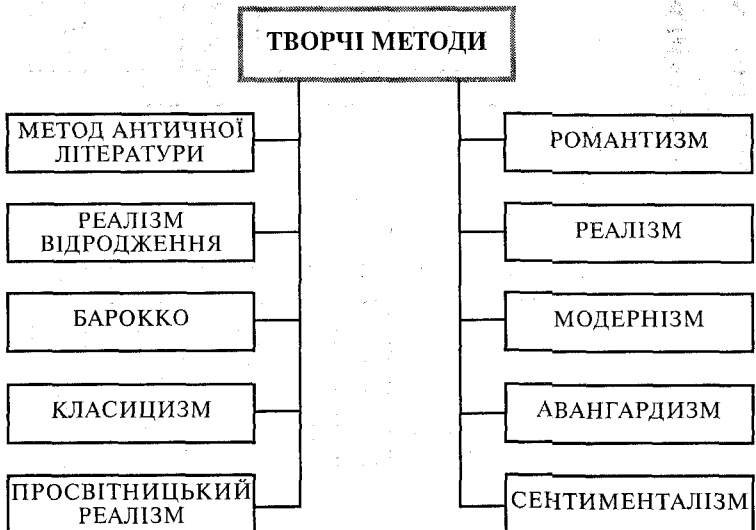 ТВОРЧІ МЕТОДИ
МЕТОД АНТИЧНОЇ
ЛІТЕРАТУРИ
РЕАЛІЗМ
ВІДРОДЖЕННЯ
БАРОККО
КЛАСИЦИЗМ
ПРОСВІТНИЦЬКИЙ
РЕАЛІЗМ
РОМАНТИЗМ
РЕАЛІЗМ
МОДЕРНІЗМ
АВАНГАРДИЗМ
СЕНТИМЕНТАЛІЗМ